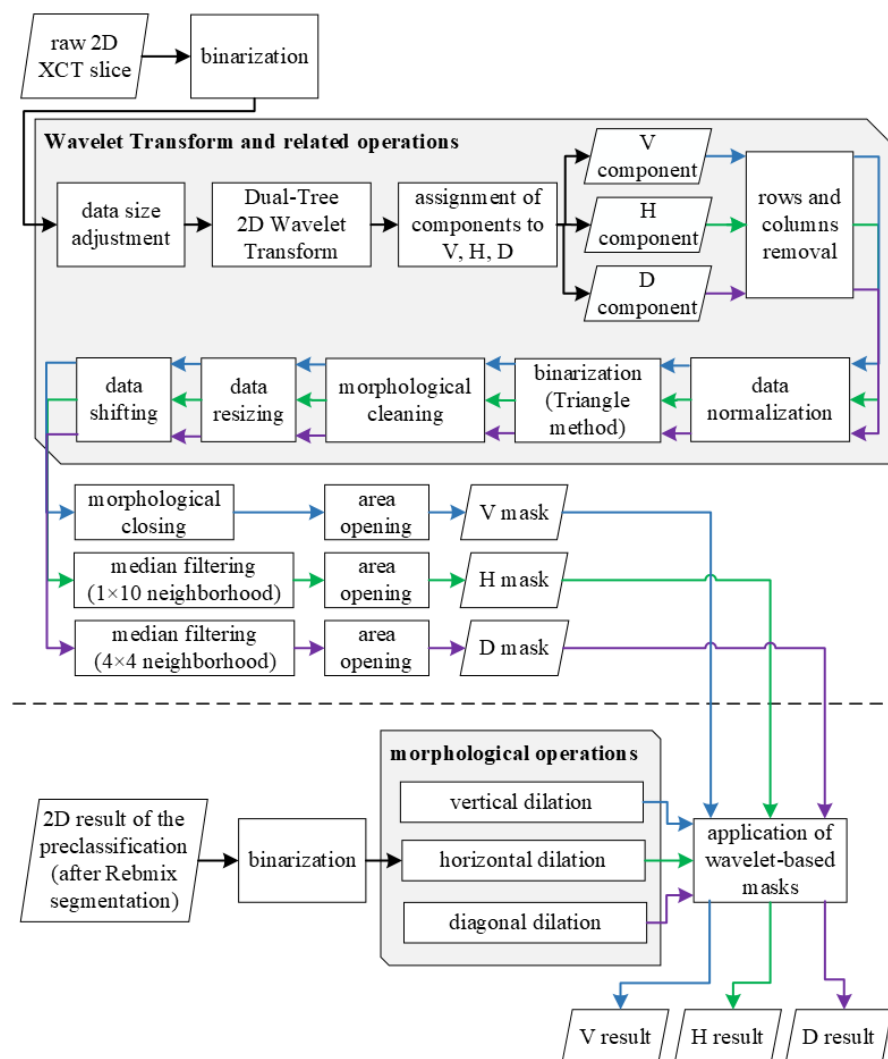 raw 2D
XCT slice
binarization
Wavelet Transform and related operations
data size
adjustment
Dual-Tree
2D Wavelet
Transform
assignment of
components to
V, H, D
V
component
H
component
D
component
rows and
columns
removal
data
shifting
data
resizing
morphological
cleaning
binarization
(Triangle
method)
data
normalization
morphological
closing
area
opening
V mask
median filtering
(1×10 neighborhood)
area
opening
H mask
median filtering
(4×4 neighborhood)
area
opening
D mask
morphological operations
2D result of the
preclassification
(after Rebmix
segmentation)
binarization
vertical dilation
horizontal dilation
diagonal dilation
application of
wavelet-based
masks
V result
H result
D result